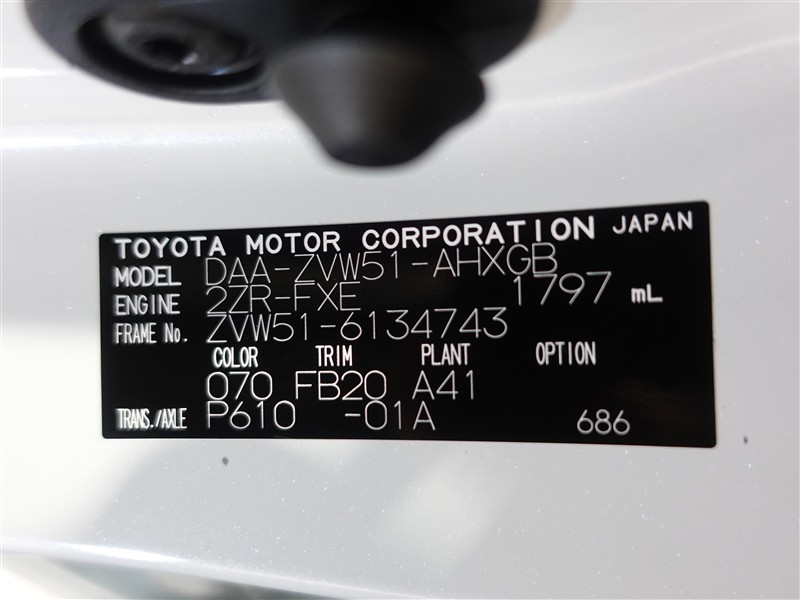 TOYOTA MOTOR CORPORATION JAPAN
MODEL DAA-ZVW51-AHXGB
ENGINE 2ZR-FXE 1797 mL
FRAME No. ZVW51-6134743
COLOR TRIM PLANT OPTION
070 FB20 A41
TRANS./AXLE P610 -01A 686